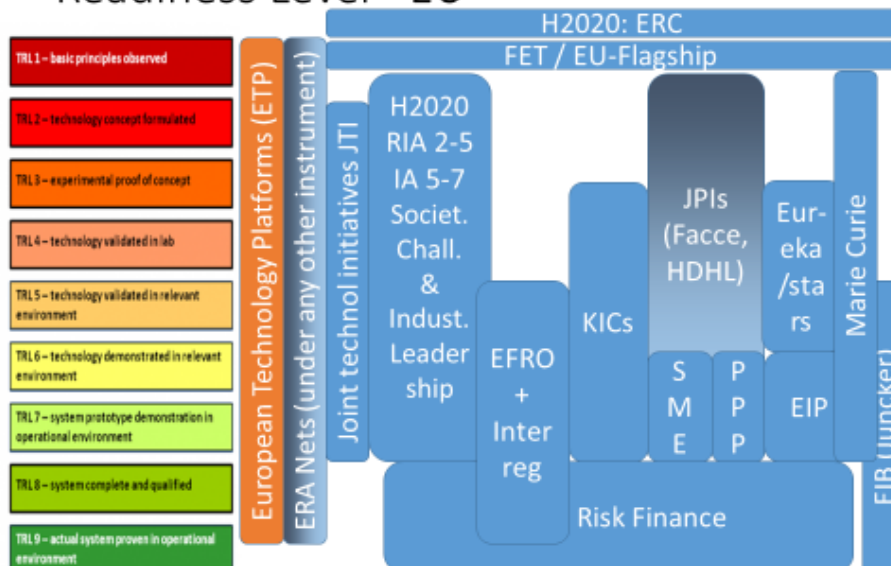 Readiness Level EU
H2020: ERC
FET / EU-Flagship
TRL 1 – basic principles observed
TRL 2 – technology concept formulated
TRL 3 – experimental proof of concept
TRL 4 – technology validated in lab
TRL 5 – technology validated in relevant
environment
TRL 6 – technology demonstrated in relevant
environment
TRL 7 – system prototype demonstration in
operational environment
TRL 8 – system complete and qualified
TRL 9 – actual system proven in operational
environment
European Technology Platforms (ETP)
ERA Nets (under any other instrument)
Joint technol initiatives JTI
H2020
RIA 2-5
IA 5-7
Societ.
Chall.
&
Indust.
Leader
ship
EFRO
+
Inter
reg
KICs
JPIs
(Facce,
HDHL)
S
M
E
P
P
P
Eur-
eka
/sta
rs
EIP
Marie Curie
EIB (Juncker)
Risk Finance